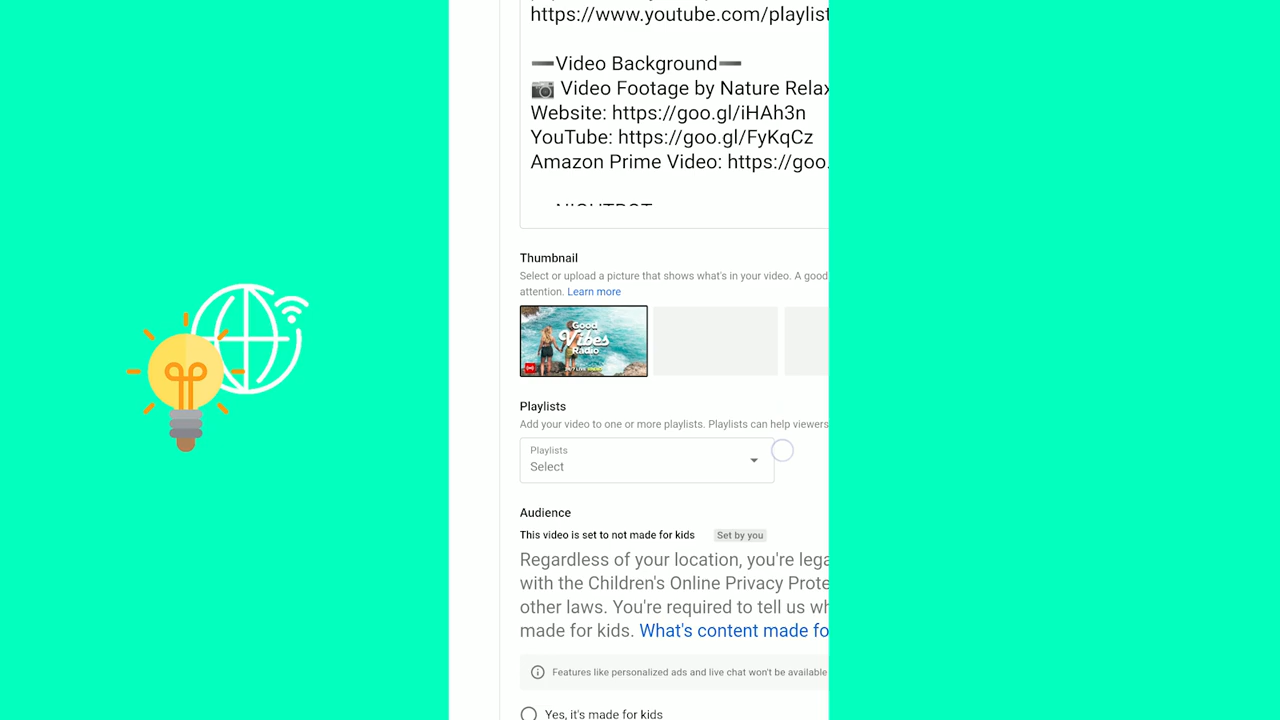 https://www.youtube.com/playlist
Video Background
📷 Video Footage by Nature Relax
Website: https://goo.gl/iHAh3n
YouTube: https://goo.gl/FyKqCz
Amazon Prime Video: https://goo.
NIGHTBOT
Thumbnail
Select or upload a picture that shows what's in your video. A good
attention. Learn more
Good
Vibes
Radio
24/7 LIVE
Playlists
Add your video to one or more playlists. Playlists can help viewers
Playlists
Select
Audience
This video is set to not made for kids Set by you
Regardless of your location, you're lega
with the Children's Online Privacy Prote
other laws. You're required to tell us wh
made for kids. What's content made fo
Features like personalized ads and live chat won't be available
Yes, it's made for kids